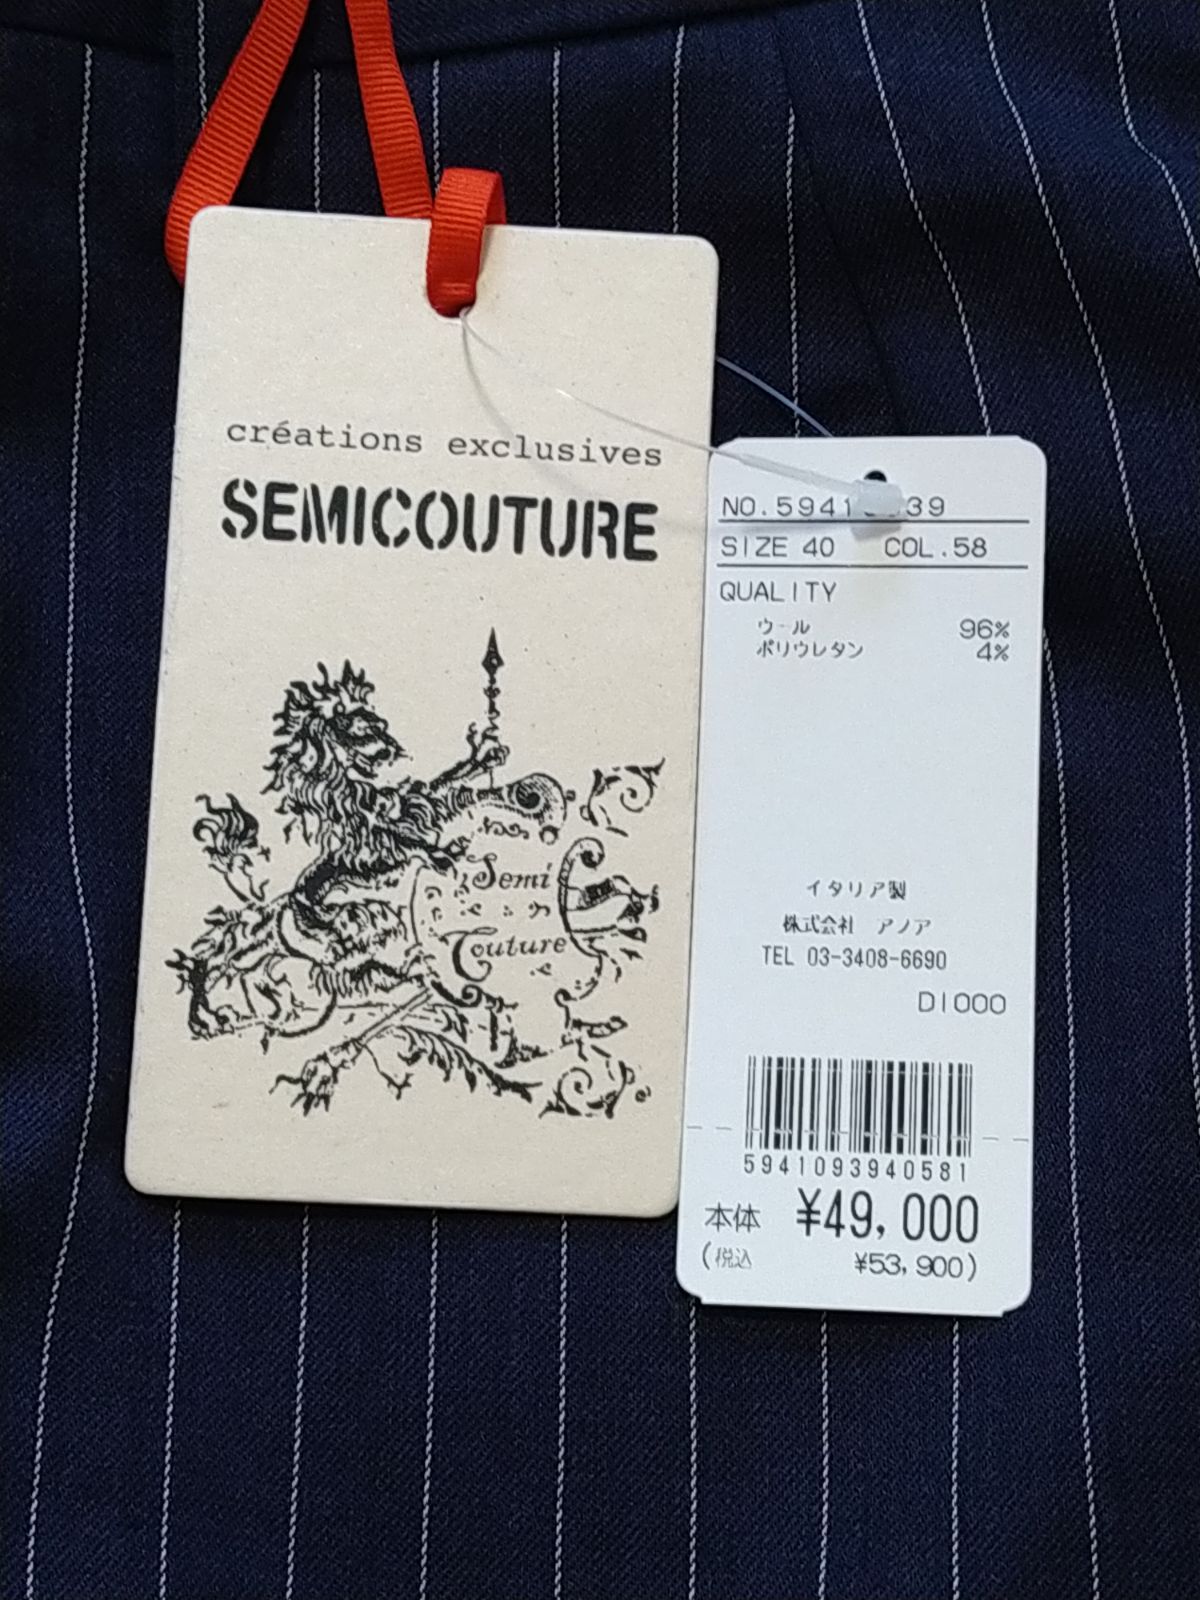 créations exclusives
SEMICOUTURE
Semi
Couture
SIZE 40 COL.58
QUALITY
ウール 96%
ポリウレタン 4%
イタリア製
株式会社 アノア
TEL 03-3408-6690
D1000
5941093940581
本体 ¥49,000
(税込 ¥53,900)